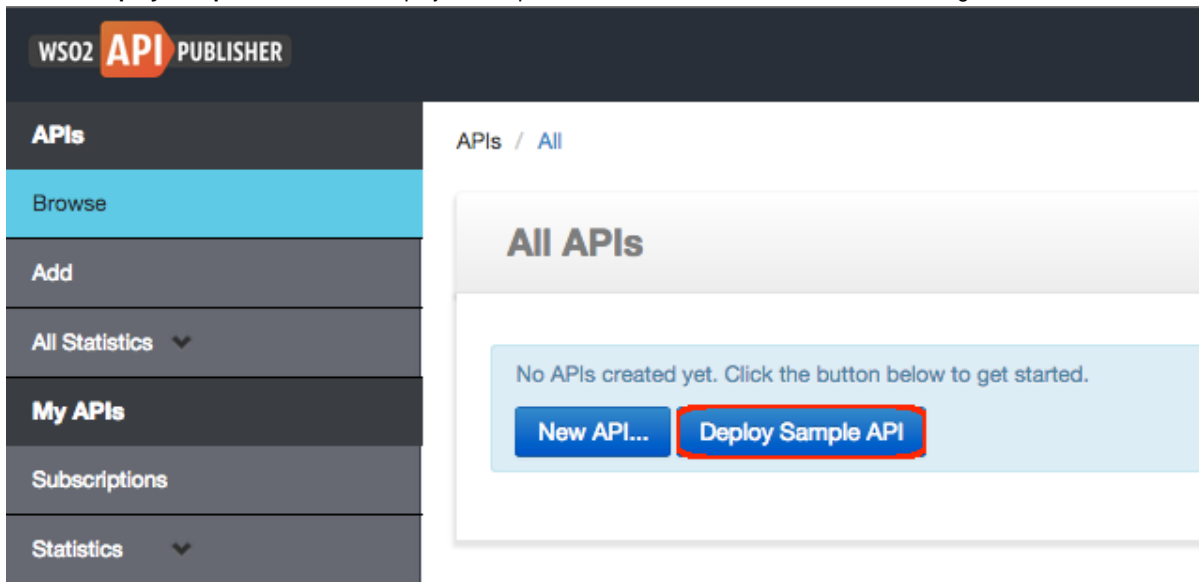 WSO2 API PUBLISHER
APIs
Browse
Add
All Statistics
My APIs
Subscriptions
Statistics
APIs / All
All APIs
No APIs created yet. Click the button below to get started.
New API... Deploy Sample API